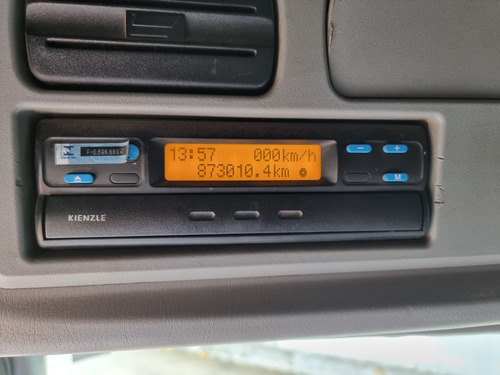 13:57 000km/h
873010.4km
− +
M
KIENZLE